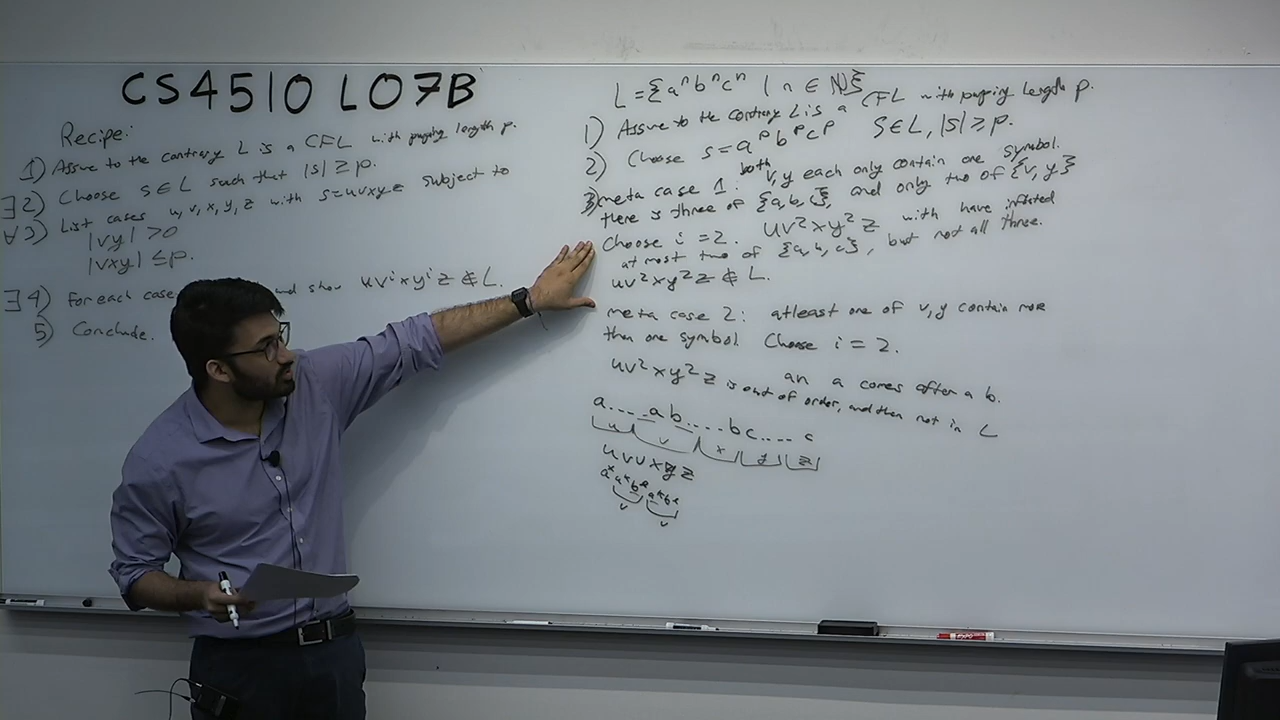 CS4510 L07B
Recipe:
1) Assume to the contrary L is a CFL with pumping length p.
∃ 2) Choose s ∈ L such that |s| ≥ p.
∀ 3) List cases u, v, x, y, z with s=uvxyz subject to
|vy| > 0
|vxy| ≤ p.
∃ 4) For each case and show uvⁱxyⁱz ∉ L.
5) Conclude.
L = {aⁿbⁿcⁿ | n ∈ ℕ}
1) Assume to the contrary L is a CFL with pumping length p.
2) Choose s = aᵖbᵖcᵖ s ∈ L, |s| ≥ p.
3) meta case 1: both v,y each only contain one symbol.
there is three of {a,b,c}, and only two of {v,y}
Choose i = 2. uv²xy²z with have inflated
at most two of {a,b,c}, but not all three.
uv²xy²z ∉ L.
meta case 2: atleast one of v,y contain more
than one symbol. Choose i = 2.
uv²xy²z is out of order, and then not in L
an a comes after a b.
a....ab....bc....c
u v x y z
uvvxyz
v v